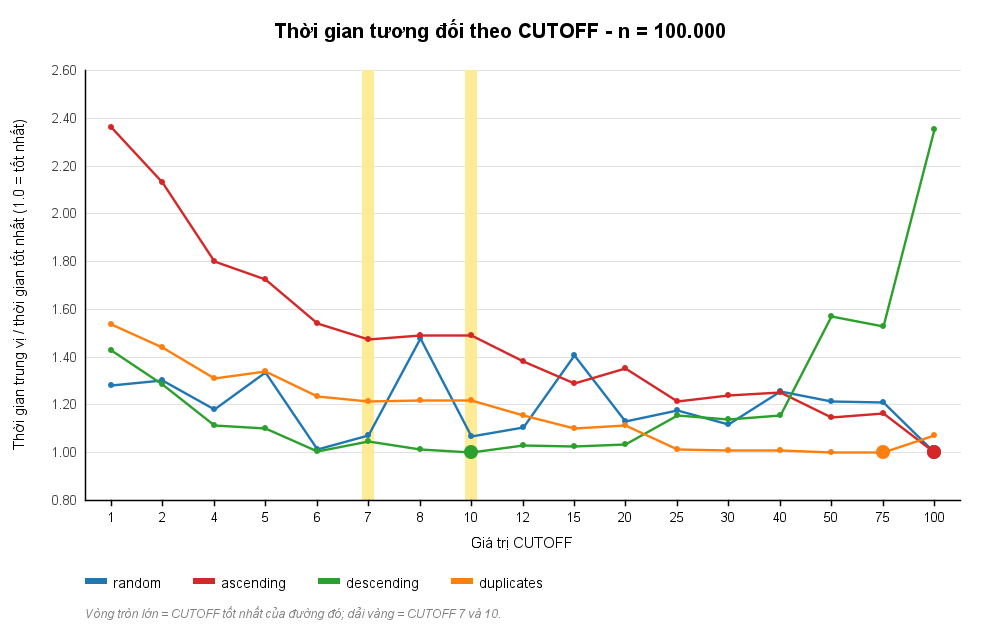 Thời gian tương đối theo CUTOFF - n = 100.000
Thời gian trung vị / thời gian tốt nhất (1.0 = tốt nhất)
2.60
2.40
2.20
2.00
1.80
1.60
1.40
1.20
1.00
0.80
1 2 4 5 6 7 8 10 12 15 20 25 30 40 50 75 100
Giá trị CUTOFF
random ascending descending duplicates
Vòng tròn lớn = CUTOFF tốt nhất của đường đó; dải vàng = CUTOFF 7 và 10.